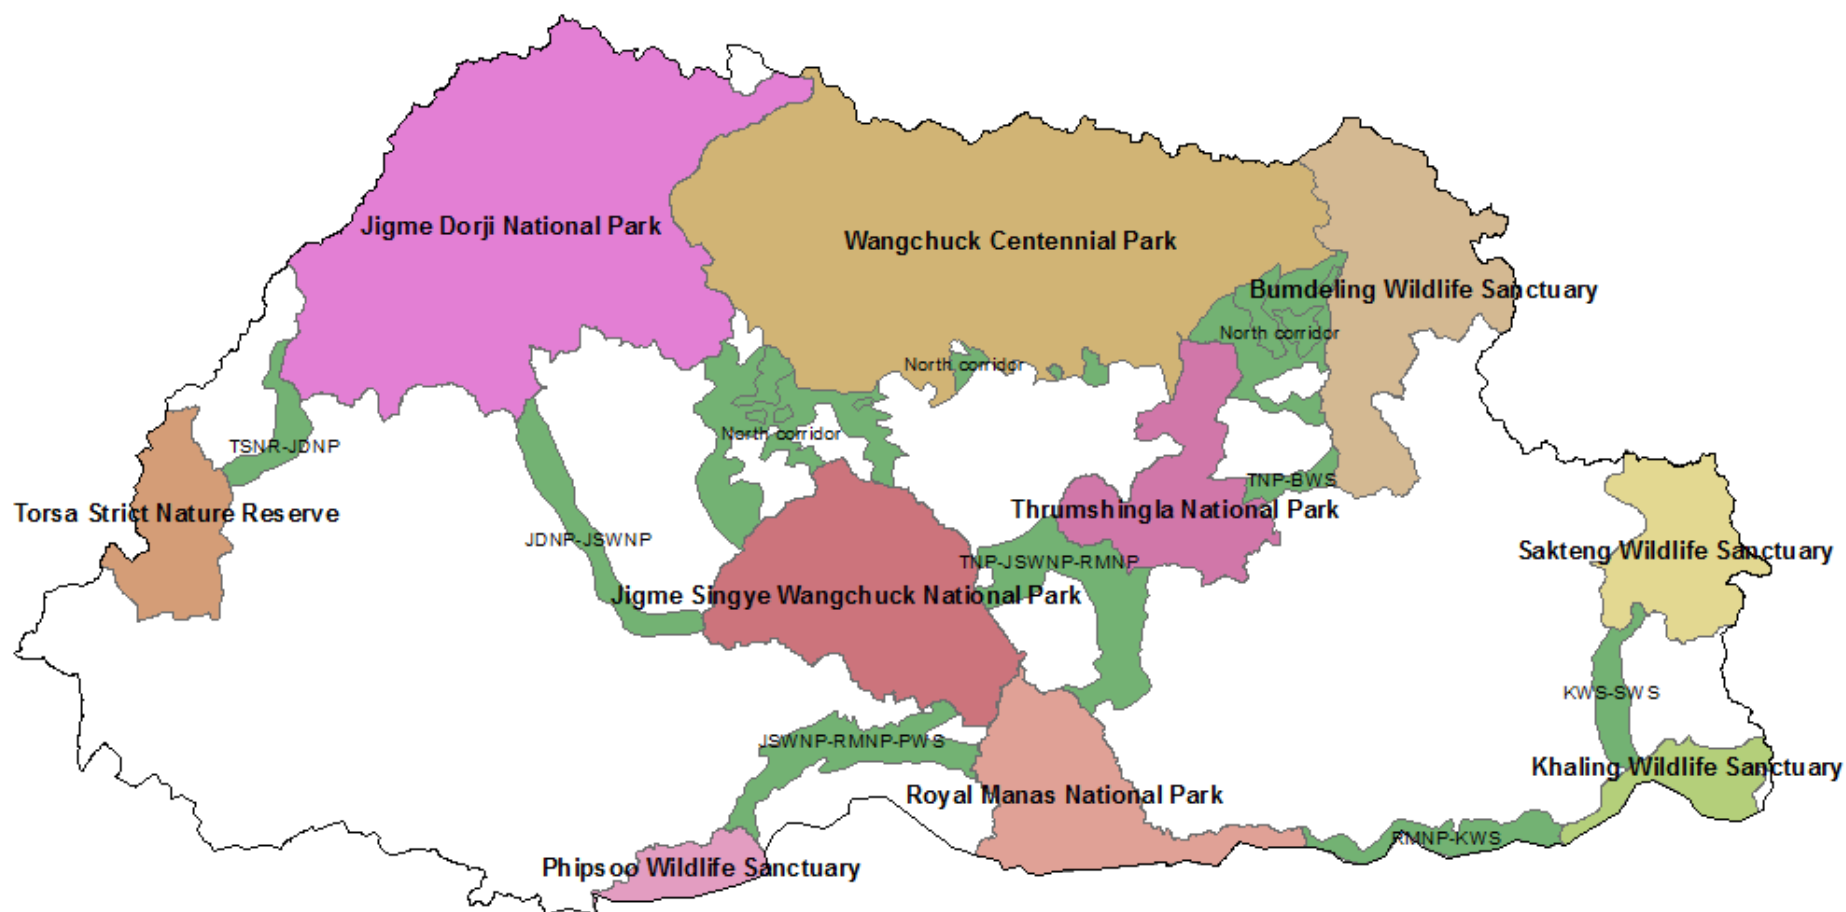 Jigme Dorji National Park
Wangchuck Centennial Park
Bumdeling Wildlife Sanctuary
North corridor
North corridor
North corridor
TSNR-JDNP
TNP-BWS
Torsa Strict Nature Reserve
Thrumshingla National Park
JDNP-JSWNP
Sakteng Wildlife Sanctuary
TNP-JSWNP-RMNP
Jigme Singye Wangchuck National Park
KWS-SWS
JSWNP-RMNP-PWS
Khaling Wildlife Sanctuary
Royal Manas National Park
RMNP-KWS
Phipsoo Wildlife Sanctuary